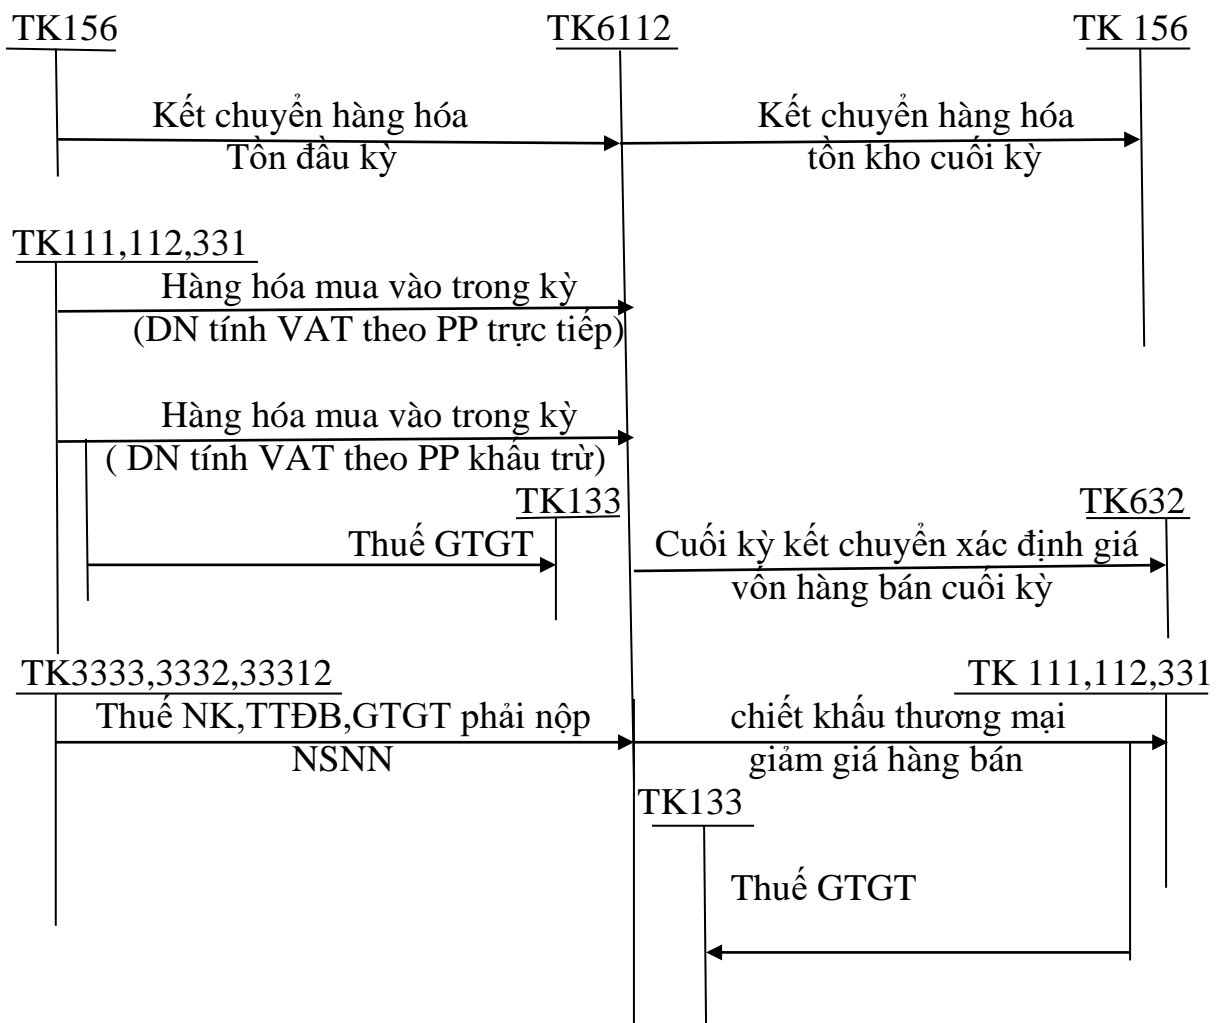 TK156
TK6112
TK 156
Kết chuyển hàng hóa
Tồn đầu kỳ
Kết chuyển hàng hóa
tồn kho cuối kỳ
TK111,112,331
Hàng hóa mua vào trong kỳ
(DN tính VAT theo PP trực tiếp)
Hàng hóa mua vào trong kỳ
( DN tính VAT theo PP khấu trừ)
TK133
TK632
Thuế GTGT
Cuối kỳ kết chuyển xác định giá
vốn hàng bán cuối kỳ
TK3333,3332,33312
TK 111,112,331
Thuế NK,TTĐB,GTGT phải nộp
NSNN
chiết khấu thương mại
giảm giá hàng bán
TK133
Thuế GTGT